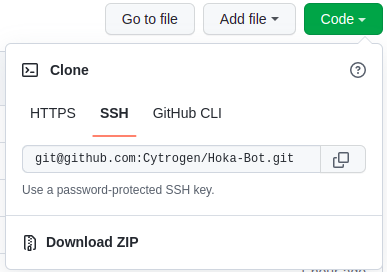 Go to file Add file Code
Clone
HTTPS SSH GitHub CLI
git@github.com:Cytrogen/Hoka-Bot.git
Use a password-protected SSH key.
Download ZIP